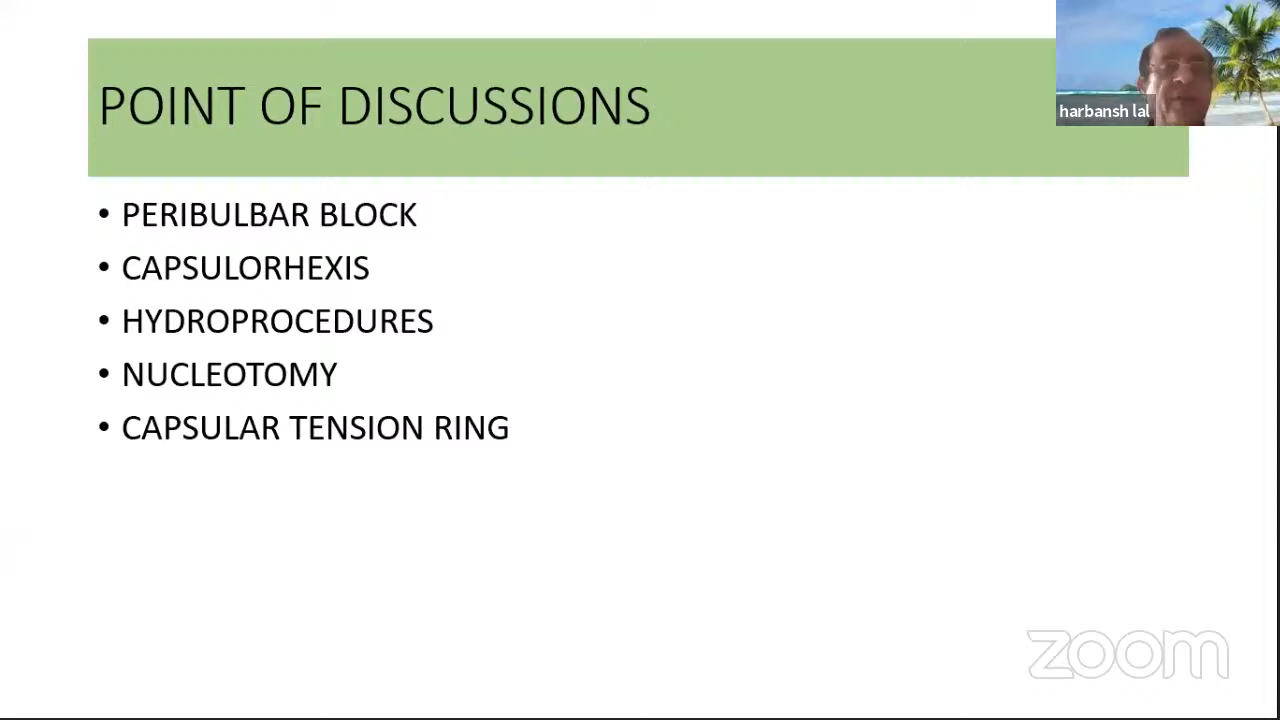 POINT OF DISCUSSIONS
harbansh lal
• PERIBULBAR BLOCK
• CAPSULORHEXIS
• HYDROPROCEDURES
• NUCLEOTOMY
• CAPSULAR TENSION RING
zoom